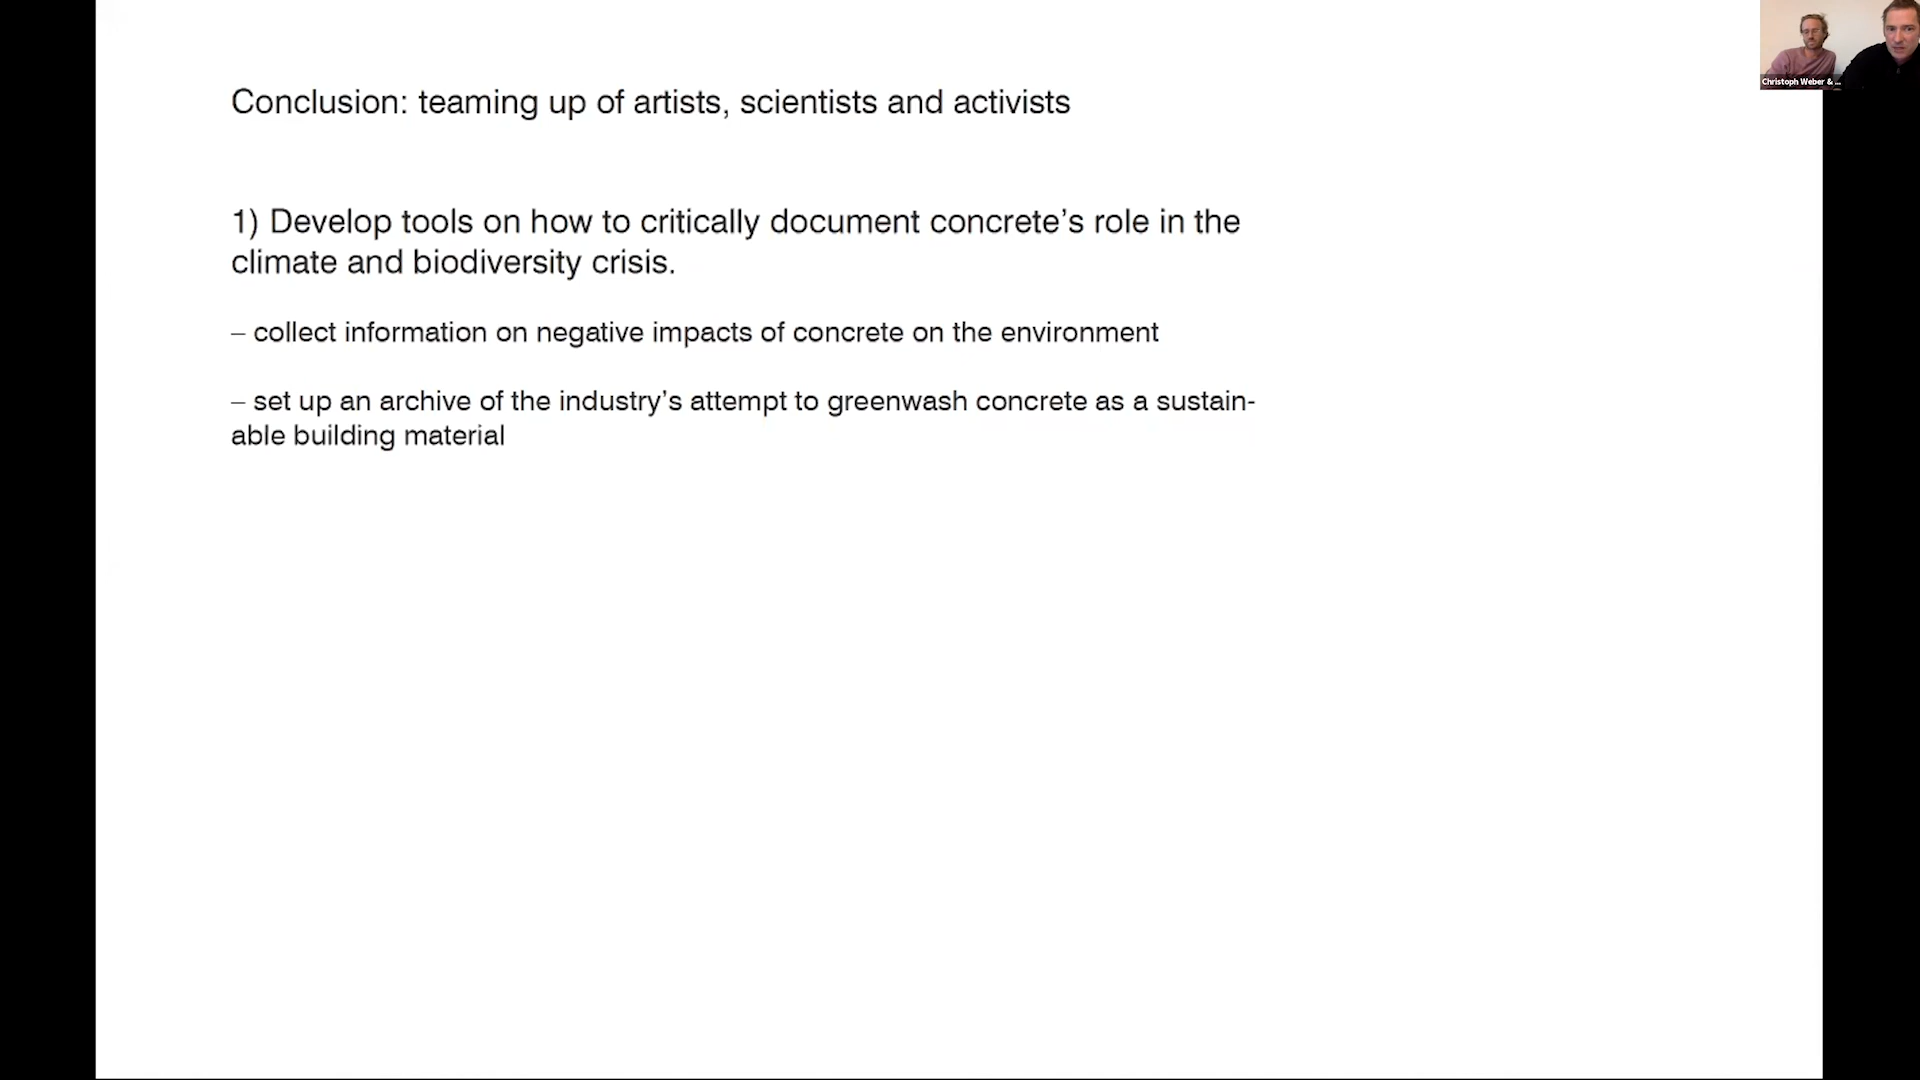 Conclusion: teaming up of artists, scientists and activists
1) Develop tools on how to critically document concrete’s role in the
climate and biodiversity crisis.
– collect information on negative impacts of concrete on the environment
– set up an archive of the industry’s attempt to greenwash concrete as a sustain-
able building material
Christoph Weber & ...